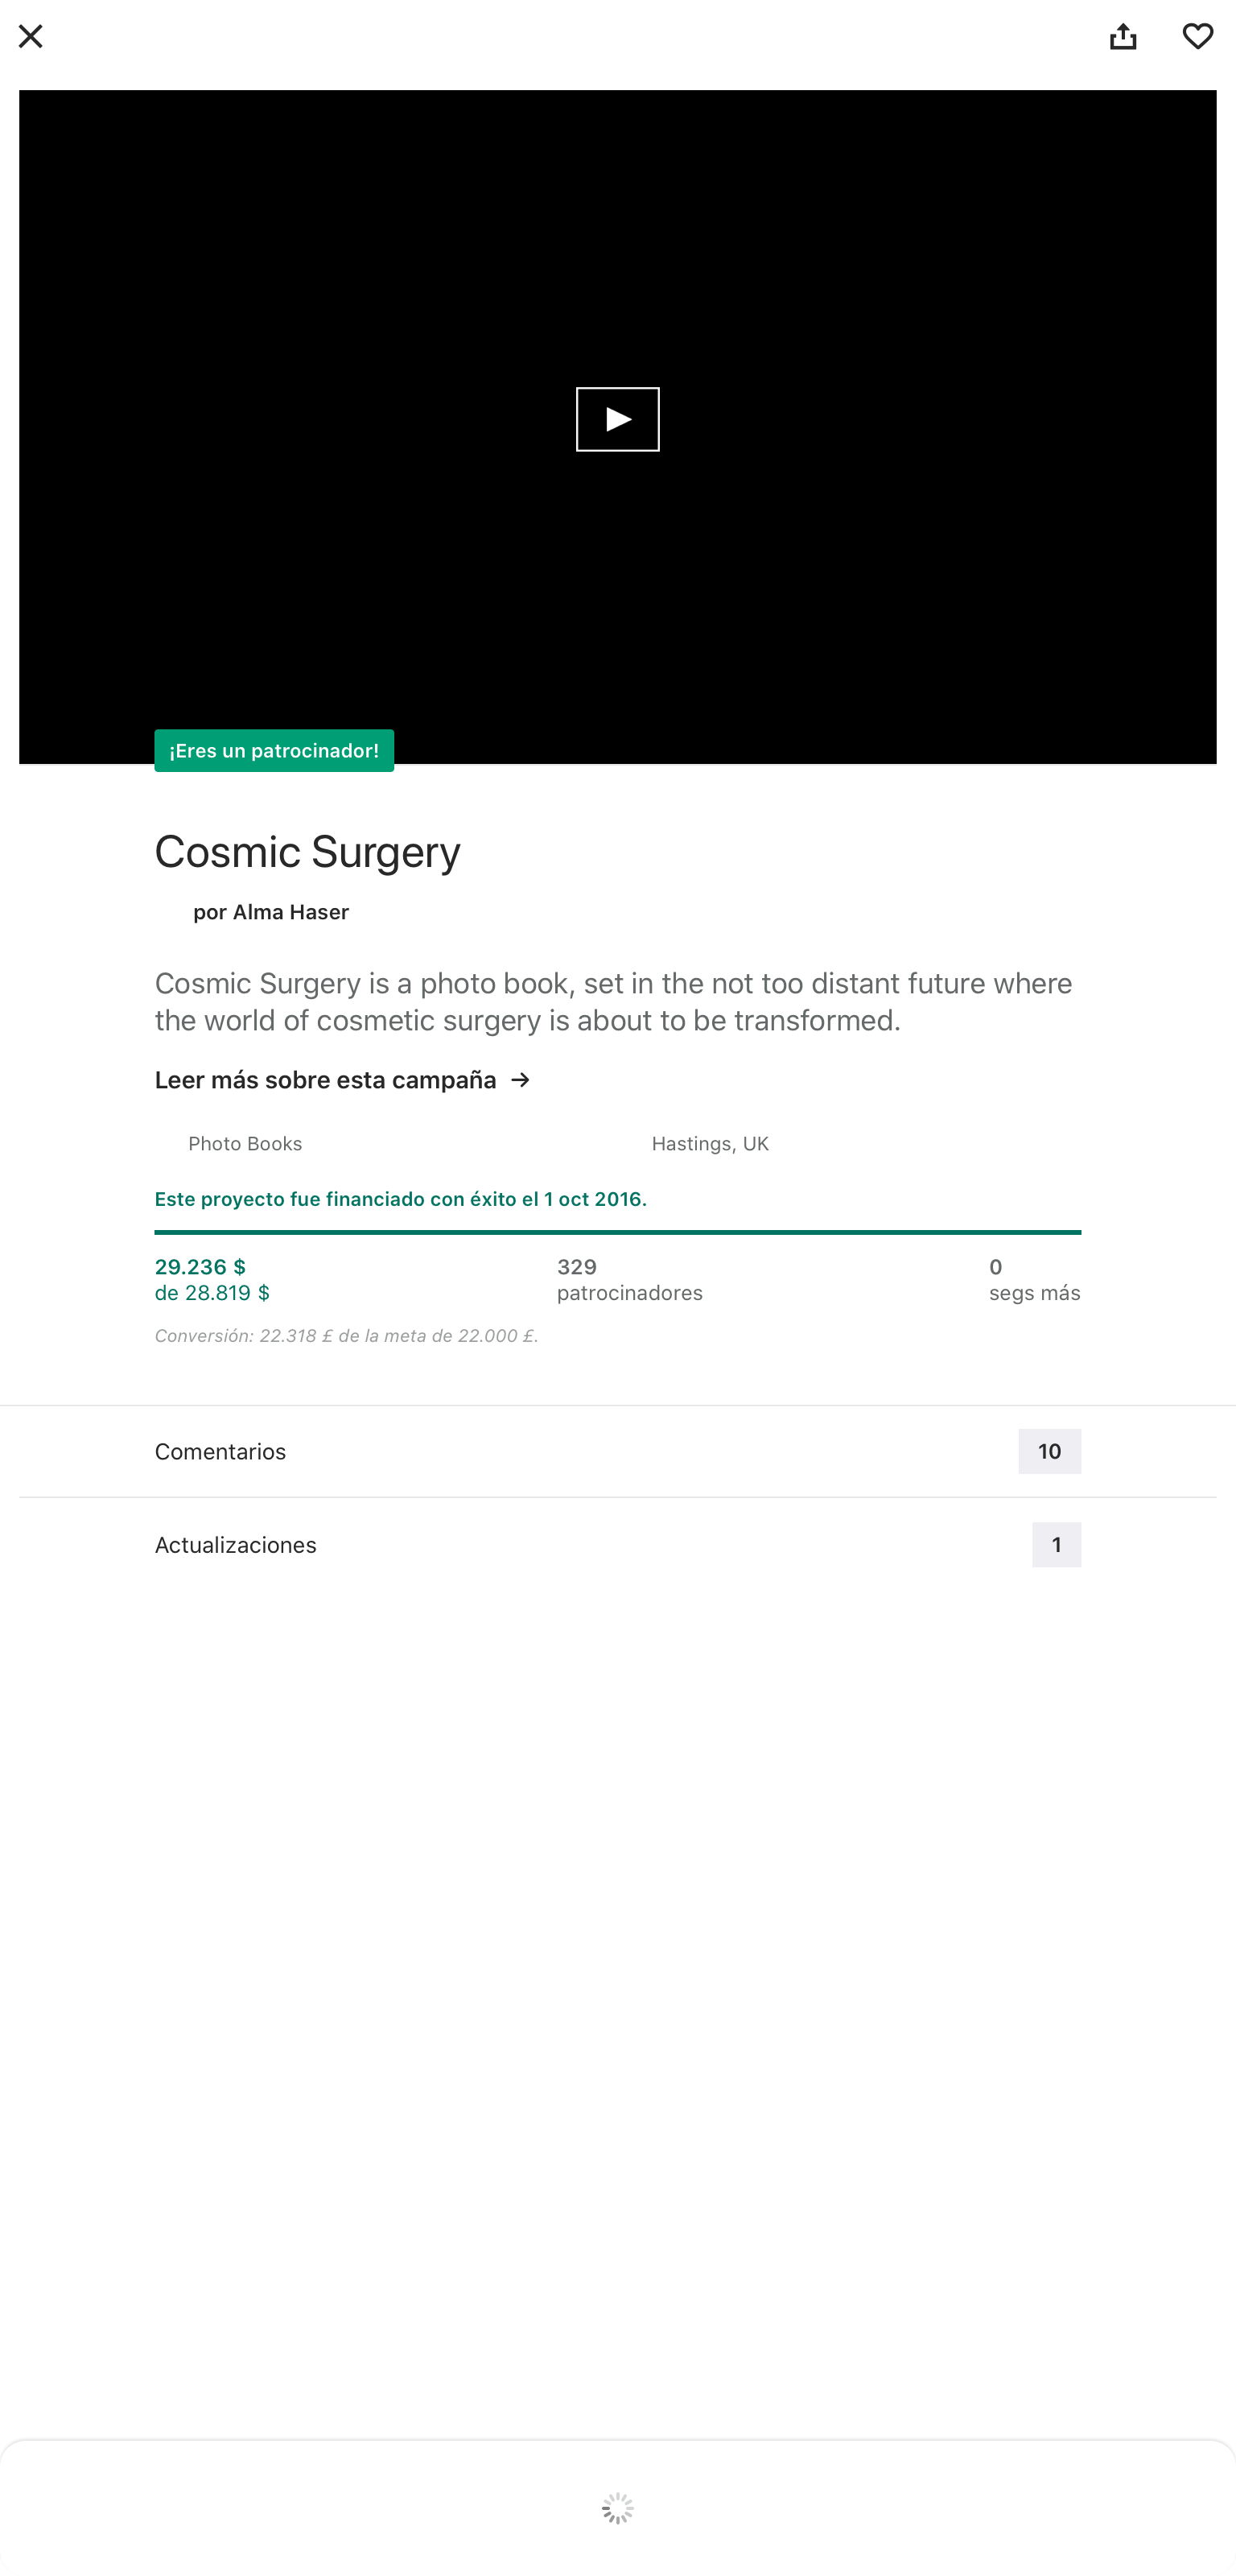 ¡Eres un patrocinador!
Cosmic Surgery
por Alma Haser
Cosmic Surgery is a photo book, set in the not too distant future where
the world of cosmetic surgery is about to be transformed.
Leer más sobre esta campaña →
Photo Books
Hastings, UK
Este proyecto fue financiado con éxito el 1 oct 2016.
29.236 $
de 28.819 $
329
patrocinadores
0
segs más
Conversión: 22.318 £ de la meta de 22.000 £.
Comentarios
10
Actualizaciones
1